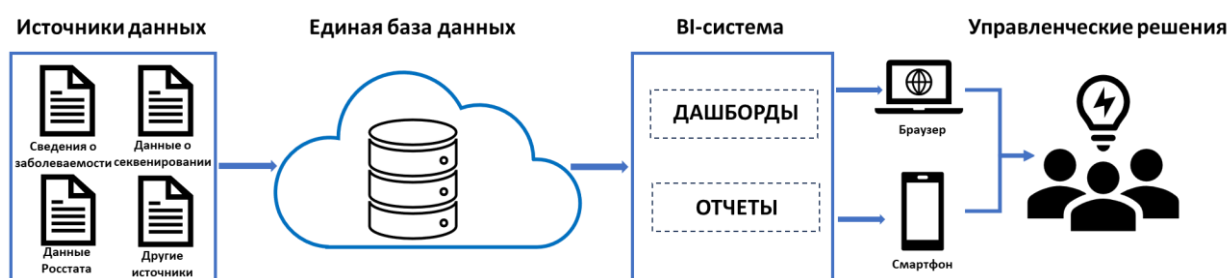 Источники данных
Единая база данных
BI-система
Управленческие решения
Сведения о
заболеваемости
Данные о
секвенировании
Данные
Росстата
Другие
источники
ДАШБОРДЫ
ОТЧЕТЫ
Браузер
Смартфон